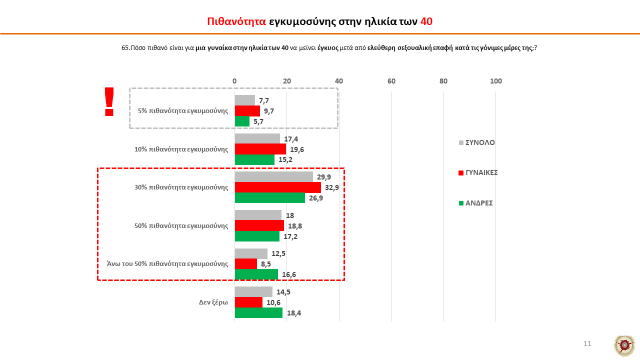 Πιθανότητα εγκυμοσύνης στην ηλικία των 40
65.Πόσο πιθανό είναι για μια γυναίκα στην ηλικία των 40 να μείνει έγκυος μετά από ελεύθερη σεξουαλική επαφή κατά τις γόνιμες μέρες της;?
0 20 40 60 80 100
!
5% πιθανότητα εγκυμοσύνης
7,7
9,7
5,7
10% πιθανότητα εγκυμοσύνης
17,4
19,6
15,2
30% πιθανότητα εγκυμοσύνης
29,9
32,9
26,9
50% πιθανότητα εγκυμοσύνης
18
18,8
17,2
Άνω του 50% πιθανότητα εγκυμοσύνης
12,5
8,5
16,6
Δεν ξέρω
14,5
10,6
18,4
ΣΥΝΟΛΟ
ΓΥΝΑΙΚΕΣ
ΑΝΔΡΕΣ
11